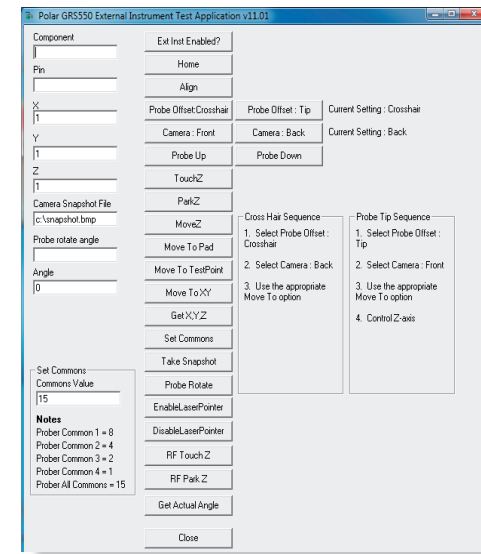 Polar GRS550 External Instrument Test Application v11.01
Component
Pin
X
1
Y
1
Z
1
Camera Snapshot File
c:\snapshot.bmp
Probe rotate angle
Angle
0
Set Commons
Commons Value
15
Notes
Prober Common 1 = 8
Prober Common 2 = 4
Prober Common 3 = 2
Prober Common 4 = 1
Prober All Commons = 15
Ext Inst Enabled?
Home
Align
Probe Offset:Crosshair
Probe Offset : Tip
Current Setting : Crosshair
Camera : Front
Camera : Back
Current Setting : Back
Probe Up
Probe Down
TouchZ
ParkZ
MoveZ
Move To Pad
Move To TestPoint
Move To XY
Get X,Y,Z
Set Commons
Take Snapshot
Probe Rotate
EnableLaserPointer
DisableLaserPointer
RF Touch Z
RF Park Z
Get Actual Angle
Close
Cross Hair Sequence
1. Select Probe Offset :
Crosshair
2. Select Camera : Back
3. Use the appropriate
Move To option
Probe Tip Sequence
1. Select Probe Offset :
Tip
2. Select Camera : Front
3. Use the appropriate
Move To option
4. Control Z-axis